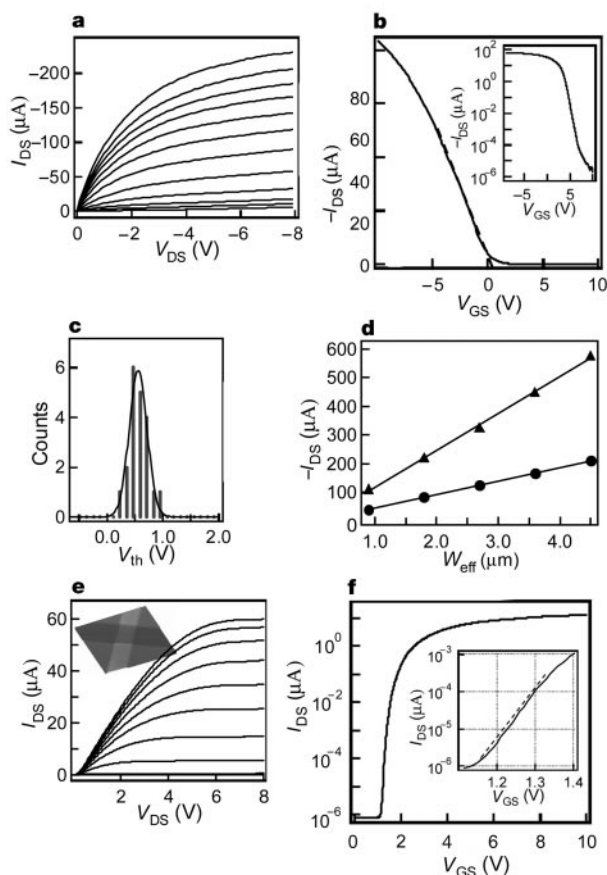 a
I_DS (μA)
−200
−150
−100
−50
0
0 −2 −4 −6 −8
V_DS (V)
b
−I_DS (μA)
80
60
40
20
0
−5 0 5 10
V_GS (V)
−I_DS (μA)
10^2
10^0
10^−2
10^−4
10^−6
−5 5
V_GS (V)
c
Counts
6
4
2
0
0.0 1.0 2.0
V_th (V)
d
−I_DS (μA)
600
500
400
300
200
100
0
1.0 2.0 3.0 4.0
W_eff (μm)
e
I_DS (μA)
60
40
20
0
2 4 6 8
V_DS (V)
f
I_DS (μA)
10^0
10^−2
10^−4
10^−6
0 2 4 6 8 10
V_GS (V)
I_DS (μA)
10^−3
10^−4
10^−5
10^−6
1.2 1.3 1.4
V_GS (V)